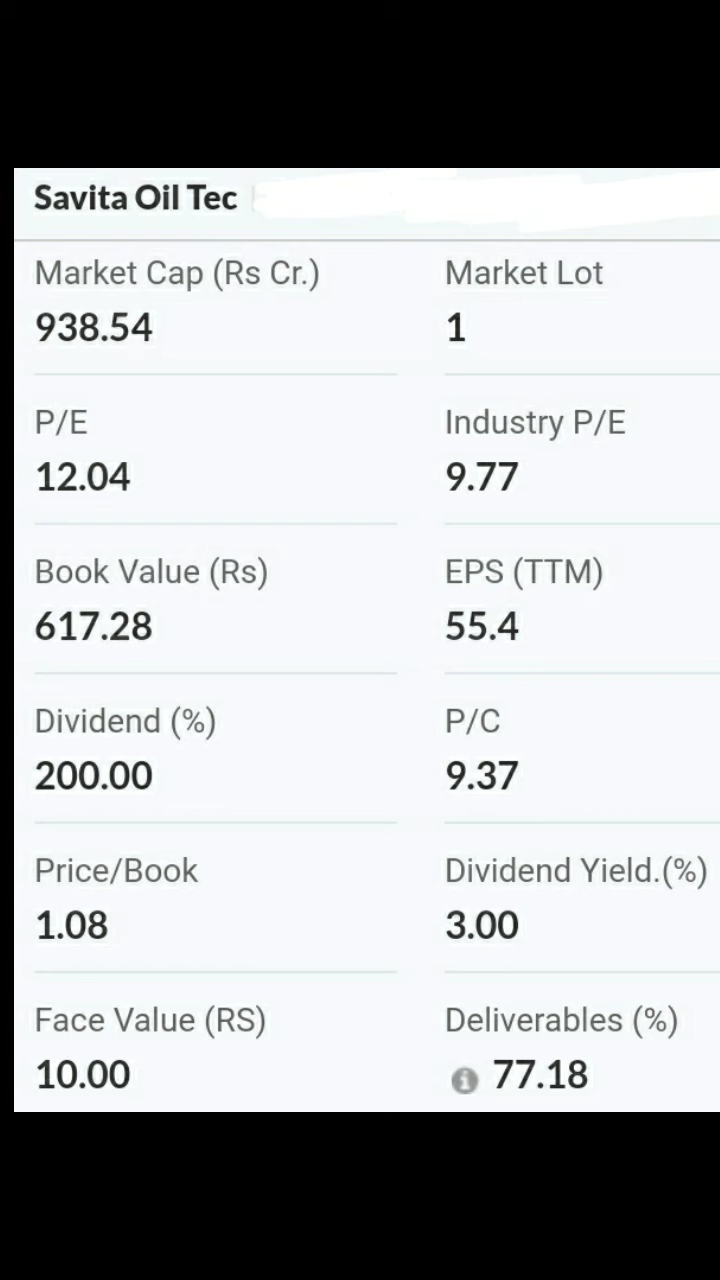 Savita Oil Tec
Market Cap (Rs Cr.) Market Lot
938.54 1
P/E Industry P/E
12.04 9.77
Book Value (Rs) EPS (TTM)
617.28 55.4
Dividend (%) P/C
200.00 9.37
Price/Book Dividend Yield.(%)
1.08 3.00
Face Value (RS) Deliverables (%)
10.00 77.18